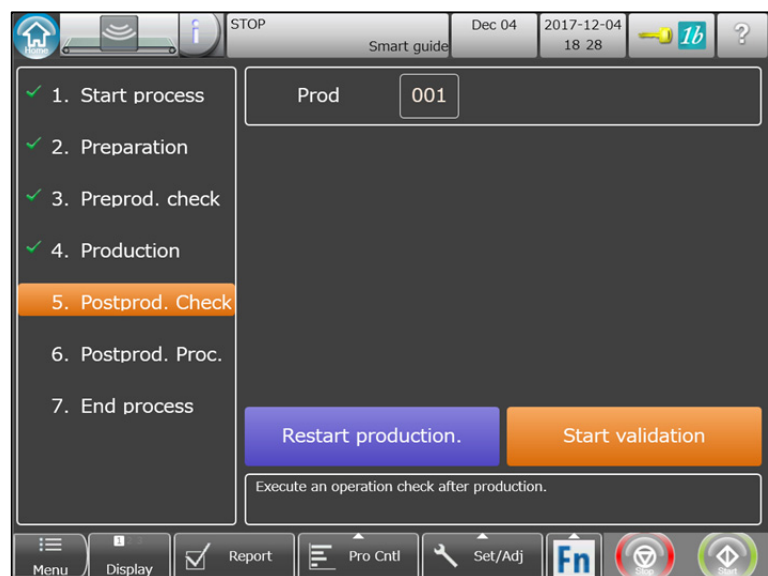 STOP
Smart guide
Dec 04
2017-12-04
18 28
1b
?
Home
i
1. Start process
2. Preparation
3. Preprod. check
4. Production
5. Postprod. Check
6. Postprod. Proc.
7. End process
Prod 001
Restart production.
Start validation
Execute an operation check after production.
Menu
1
Display
Report
Pro Cntl
Set/Adj
Fn
Stop
Start